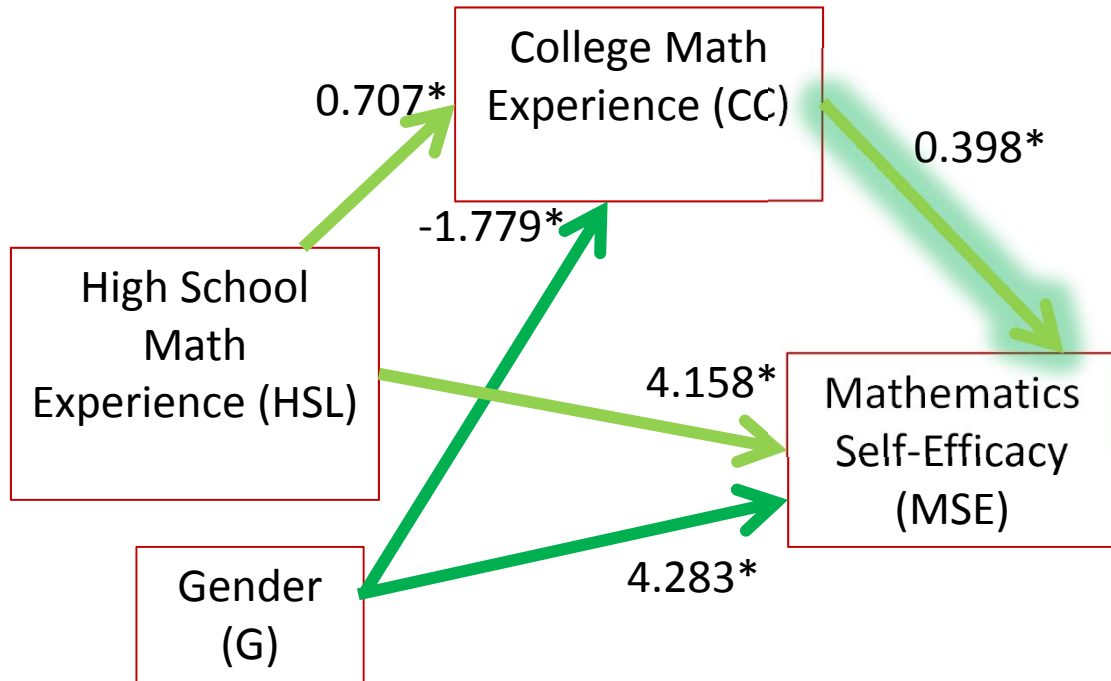 College Math
Experience (CC)
0.707*
0.398*
-1.779*
High School
Math
Experience (HSL)
4.158*
Mathematics
Self-Efficacy
(MSE)
4.283*
Gender
(G)